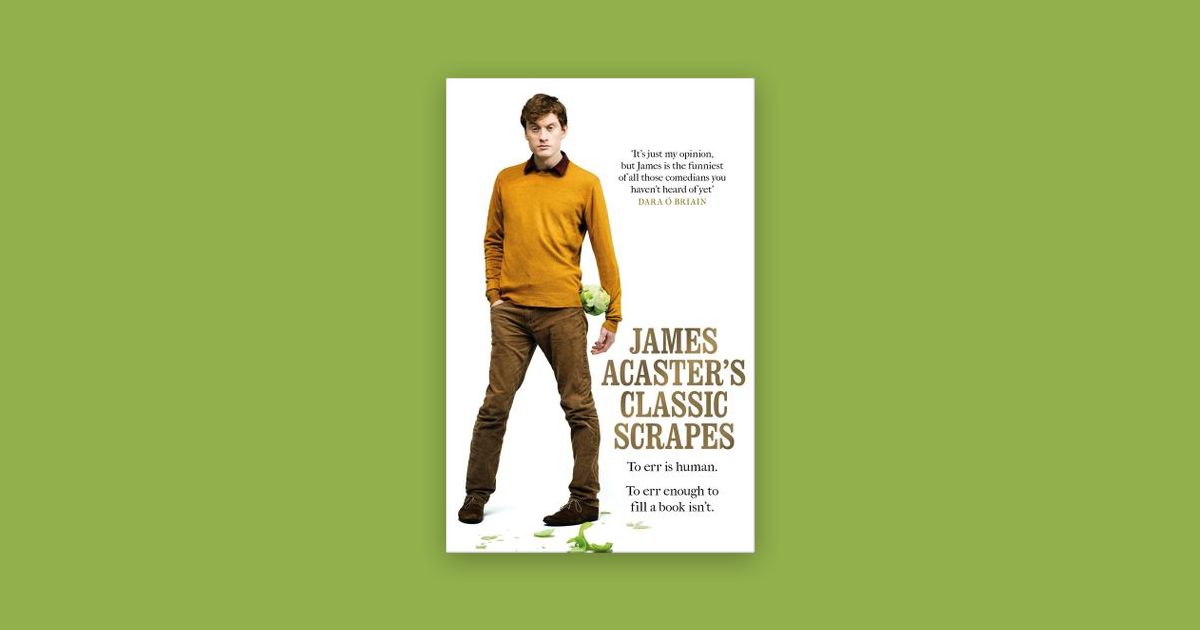 ‘It’s just my opinion,
but James is the funniest
of all those comedians you
haven’t heard of yet’
DARA Ó BRIAIN
JAMES
ACASTER’S
CLASSIC
SCRAPES
To err is human.
To err enough to
fill a book isn’t.